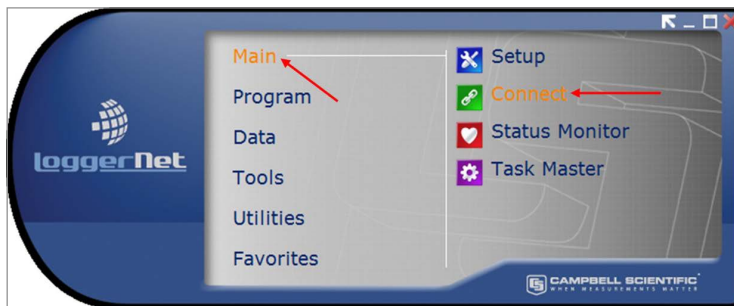 Main
Program
Data
Tools
Utilities
Favorites
Setup
Connect
Status Monitor
Task Master
LoggerNet
CAMPBELL SCIENTIFIC
WHEN MEASUREMENTS MATTER